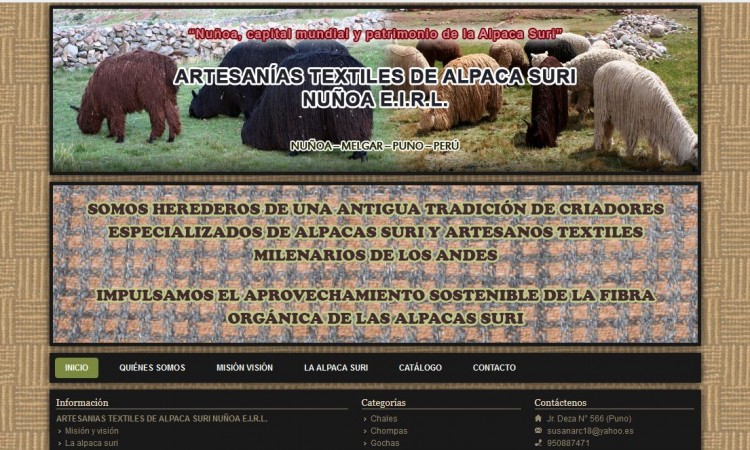 “Nuñoa, capital mundial y patrimonio de la Alpaca Suri”
ARTESANÍAS TEXTILES DE ALPACA SURI
NUÑOA E.I.R.L.
NUÑOA – MELGAR – PUNO – PERÚ
SOMOS HEREDEROS DE UNA ANTIGUA TRADICIÓN DE CRIADORES
ESPECIALIZADOS DE ALPACAS SURI Y ARTESANOS TEXTILES
MILENARIOS DE LOS ANDES
IMPULSAMOS EL APROVECHAMIENTO SOSTENIBLE DE LA FIBRA
ORGÁNICA DE LAS ALPACAS SURI
INICIO QUIÉNES SOMOS MISIÓN VISIÓN LA ALPACA SURI CATÁLOGO CONTACTO
Información
ARTESANIAS TEXTILES DE ALPACA SURI NUÑOA E.I.R.L.
Misión y visión
La alpaca suri
Categorias
Chales
Chompas
Gochas
Contáctenos
Jr. Deza N° 566 (Puno)
susanarc18@yahoo.es
950887471